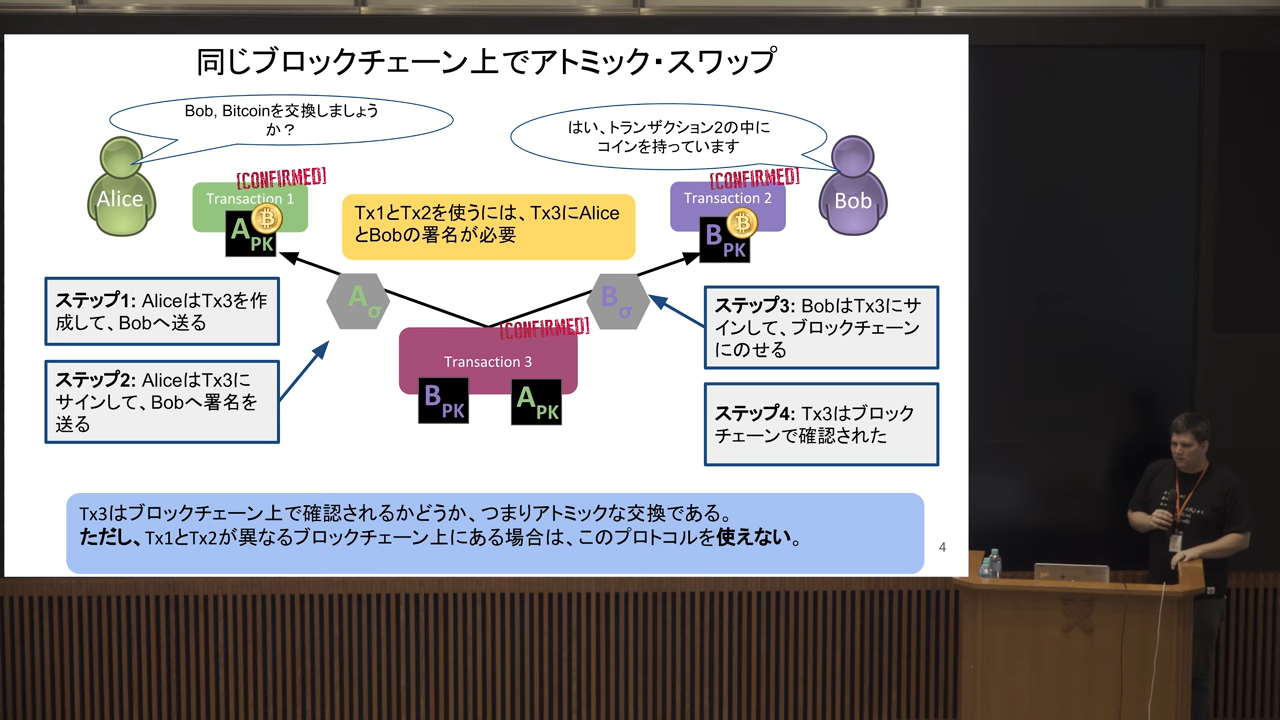 同じブロックチェーン上でアトミック・スワップ
Bob, Bitcoinを交換しましょう
か？
はい、トランザクション2の中に
コインを持っています
Alice
Bob
[CONFIRMED]
Transaction 1
A PK
Tx1とTx2を使うには、Tx3にAlice
とBobの署名が必要
[CONFIRMED]
Transaction 2
B PK
ステップ1: AliceはTx3を作
成して、Bobへ送る
ステップ2: AliceはTx3に
サインして、Bobへ署名を
送る
Aσ
Bσ
[CONFIRMED]
Transaction 3
B PK
A PK
ステップ3: BobはTx3にサ
インして、ブロックチェーン
にのせる
ステップ4: Tx3はブロック
チェーンで確認された
Tx3はブロックチェーン上で確認されるかどうか、つまりアトミックな交換である。
ただし、Tx1とTx2が異なるブロックチェーン上にある場合は、このプロトコルを使えない。
4